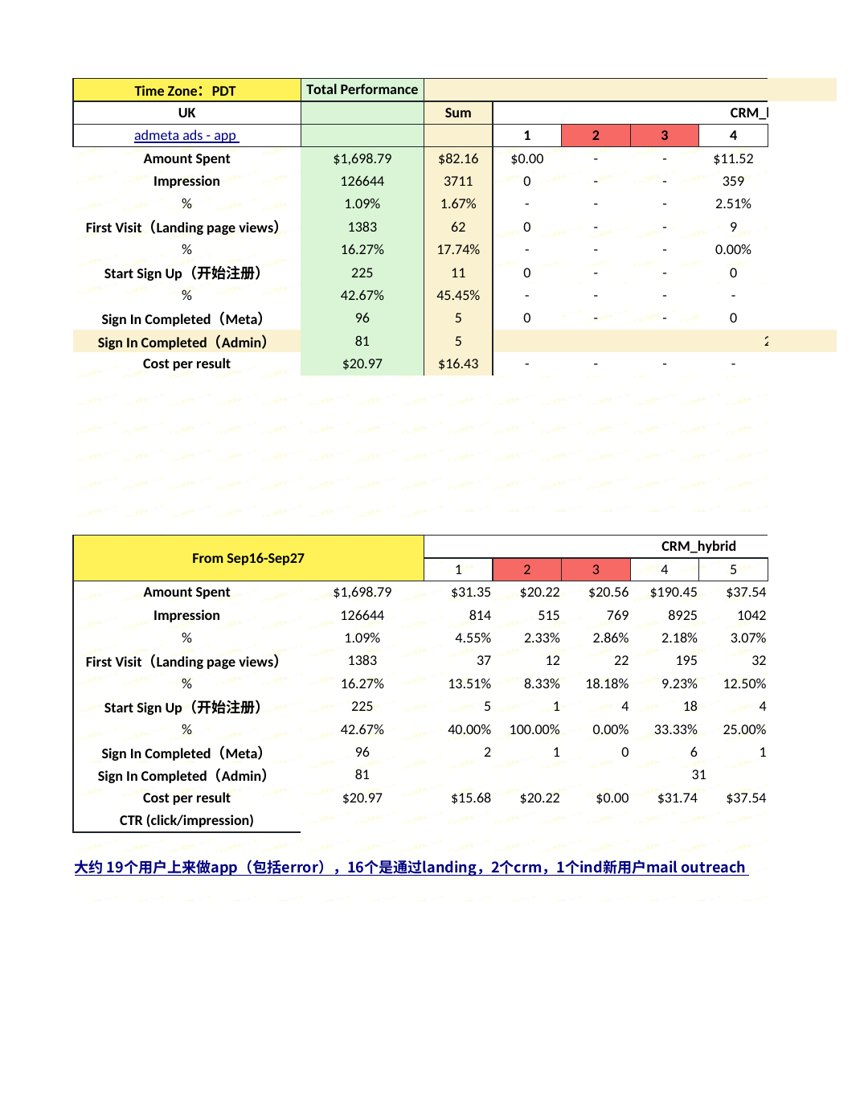 Time Zone：PDT Total Performance
UK Sum
admeta ads - app 1 2 3 4
Amount Spent $1,698.79 $82.16 $0.00 - - $11.52
Impression 126644 3711 0 - - 359
% 1.09% 1.67% - - - 2.51%
First Visit（Landing page views） 1383 62 0 - - 9
% 16.27% 17.74% - - - 0.00%
Start Sign Up（开始注册） 225 11 0 - - 0
% 42.67% 45.45% - - - -
Sign In Completed（Meta） 96 5 0 - - 0
Sign In Completed（Admin） 81 5
Cost per result $20.97 $16.43 - - - -
From Sep16-Sep27 CRM_hybrid
1 2 3 4 5
Amount Spent $1,698.79 $31.35 $20.22 $20.56 $190.45 $37.54
Impression 126644 814 515 769 8925 1042
% 1.09% 4.55% 2.33% 2.86% 2.18% 3.07%
First Visit（Landing page views） 1383 37 12 22 195 32
% 16.27% 13.51% 8.33% 18.18% 9.23% 12.50%
Start Sign Up（开始注册） 225 5 1 4 18 4
% 42.67% 40.00% 100.00% 0.00% 33.33% 25.00%
Sign In Completed（Meta） 96 2 1 0 6 1
Sign In Completed（Admin） 81 31
Cost per result $20.97 $15.68 $20.22 $0.00 $31.74 $37.54
CTR (click/impression)
大约 19个用户上来做app（包括error），16个是通过landing，2个crm，1个ind新用户mail outreach